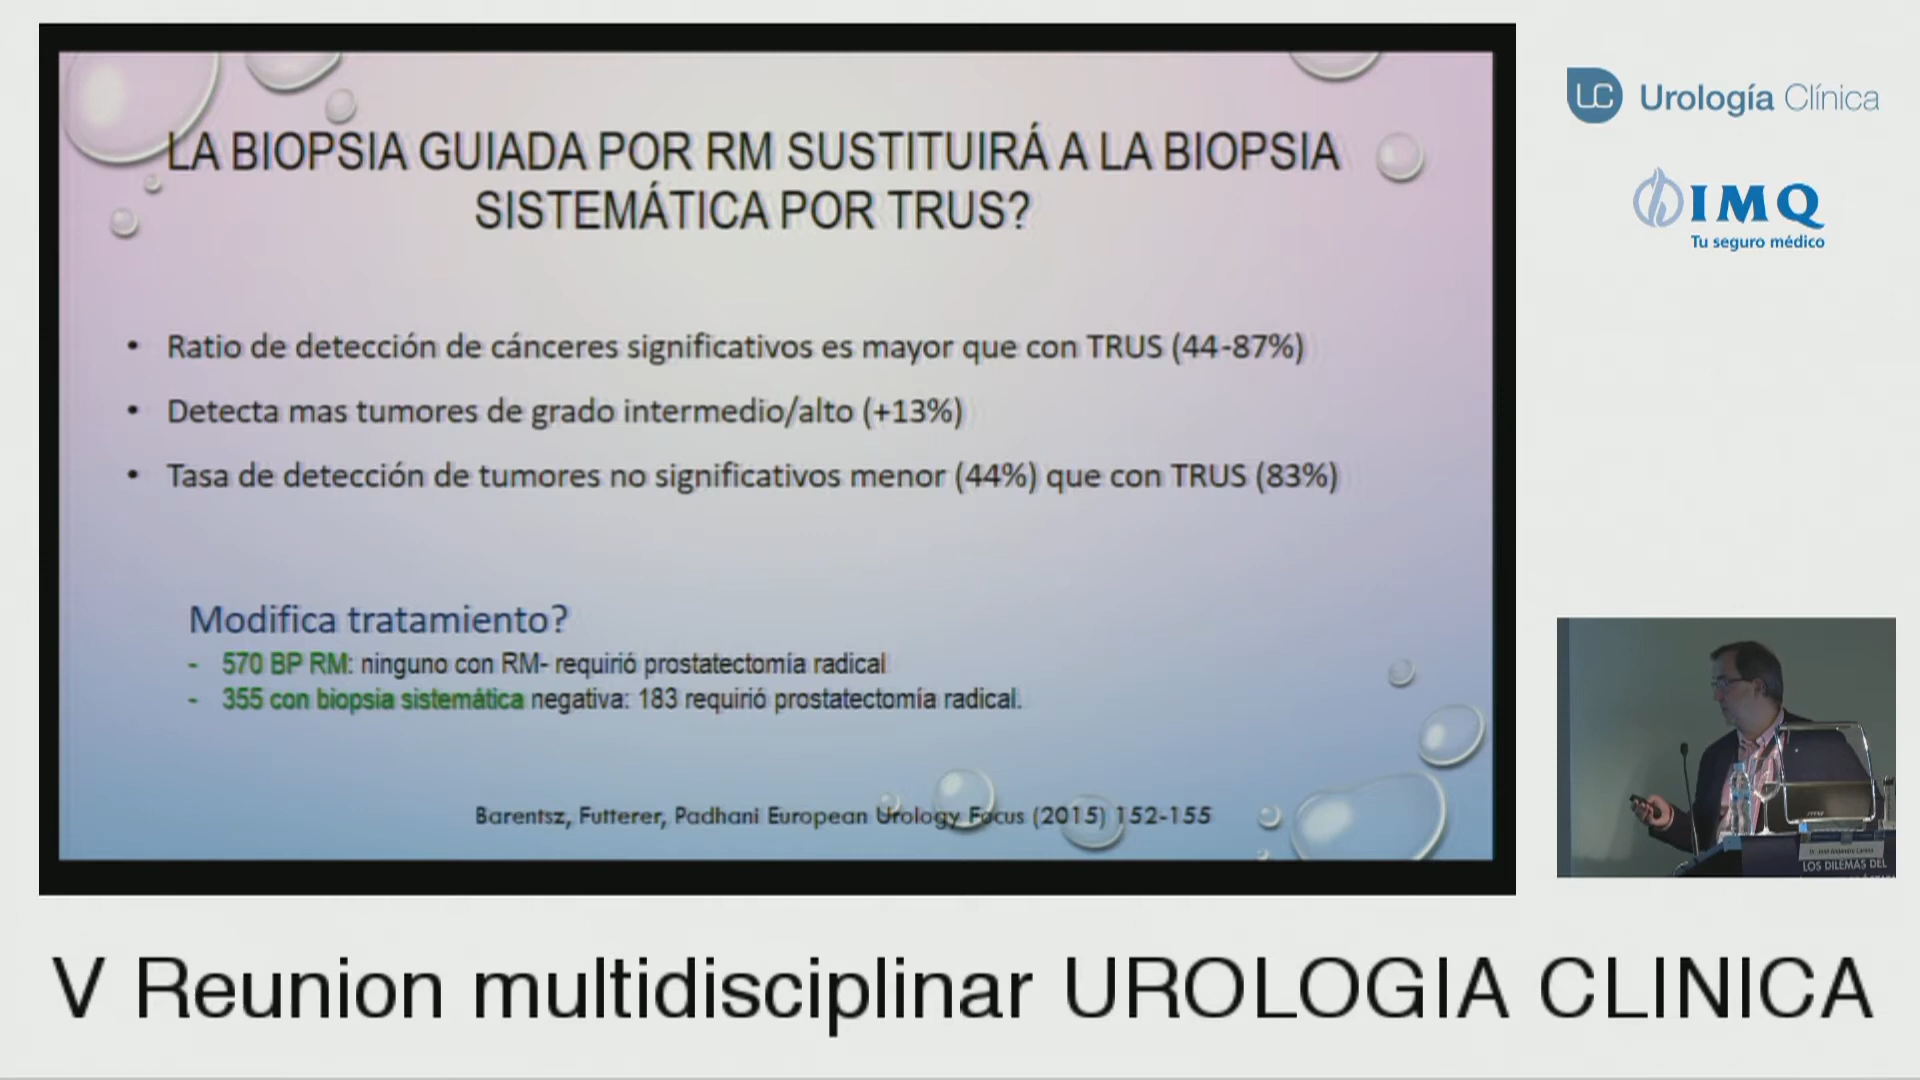 LA BIOPSIA GUIADA POR RM SUSTITUIRÁ A LA BIOPSIA
SISTEMÁTICA POR TRUS?
• Ratio de detección de cánceres significativos es mayor que con TRUS (44-87%)
• Detecta mas tumores de grado intermedio/alto (+13%)
• Tasa de detección de tumores no significativos menor (44%) que con TRUS (83%)
Modifica tratamiento?
- 570 BP RM: ninguno con RM- requirió prostatectomía radical
- 355 con biopsia sistemática negativa: 183 requirió prostatectomía radical.
Barentsz, Futterer, Padhani European Urology Focus (2015) 152-155
UC Urología Clínica
IMQ
Tu seguro médico
LOS DILEMAS DEL
V Reunion multidisciplinar UROLOGIA CLINICA